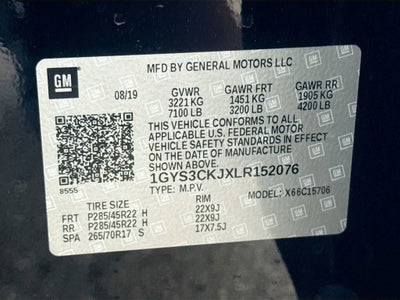 GM
MFD BY GENERAL MOTORS LLC
08/19 GVWR GAWR FRT GAWR RR
3221 KG 1451 KG 1905 KG
7100 LB 3200 LB 4200 LB
THIS VEHICLE CONFORMS TO ALL
APPLICABLE U.S. FEDERAL MOTOR
VEHICLE SAFETY STANDARDS IN EFFECT
ON THE DATE OF MANUFACTURE SHOWN ABOVE.
1GYS3CKJXLR152076
8555 TYPE: M.P.V. MODEL: X66C15706
TIRE SIZE RIM
FRT P285/45R22 H 22X9J
RR P285/45R22 H 22X9J
SPA 265/70R17 S 17X7.5J